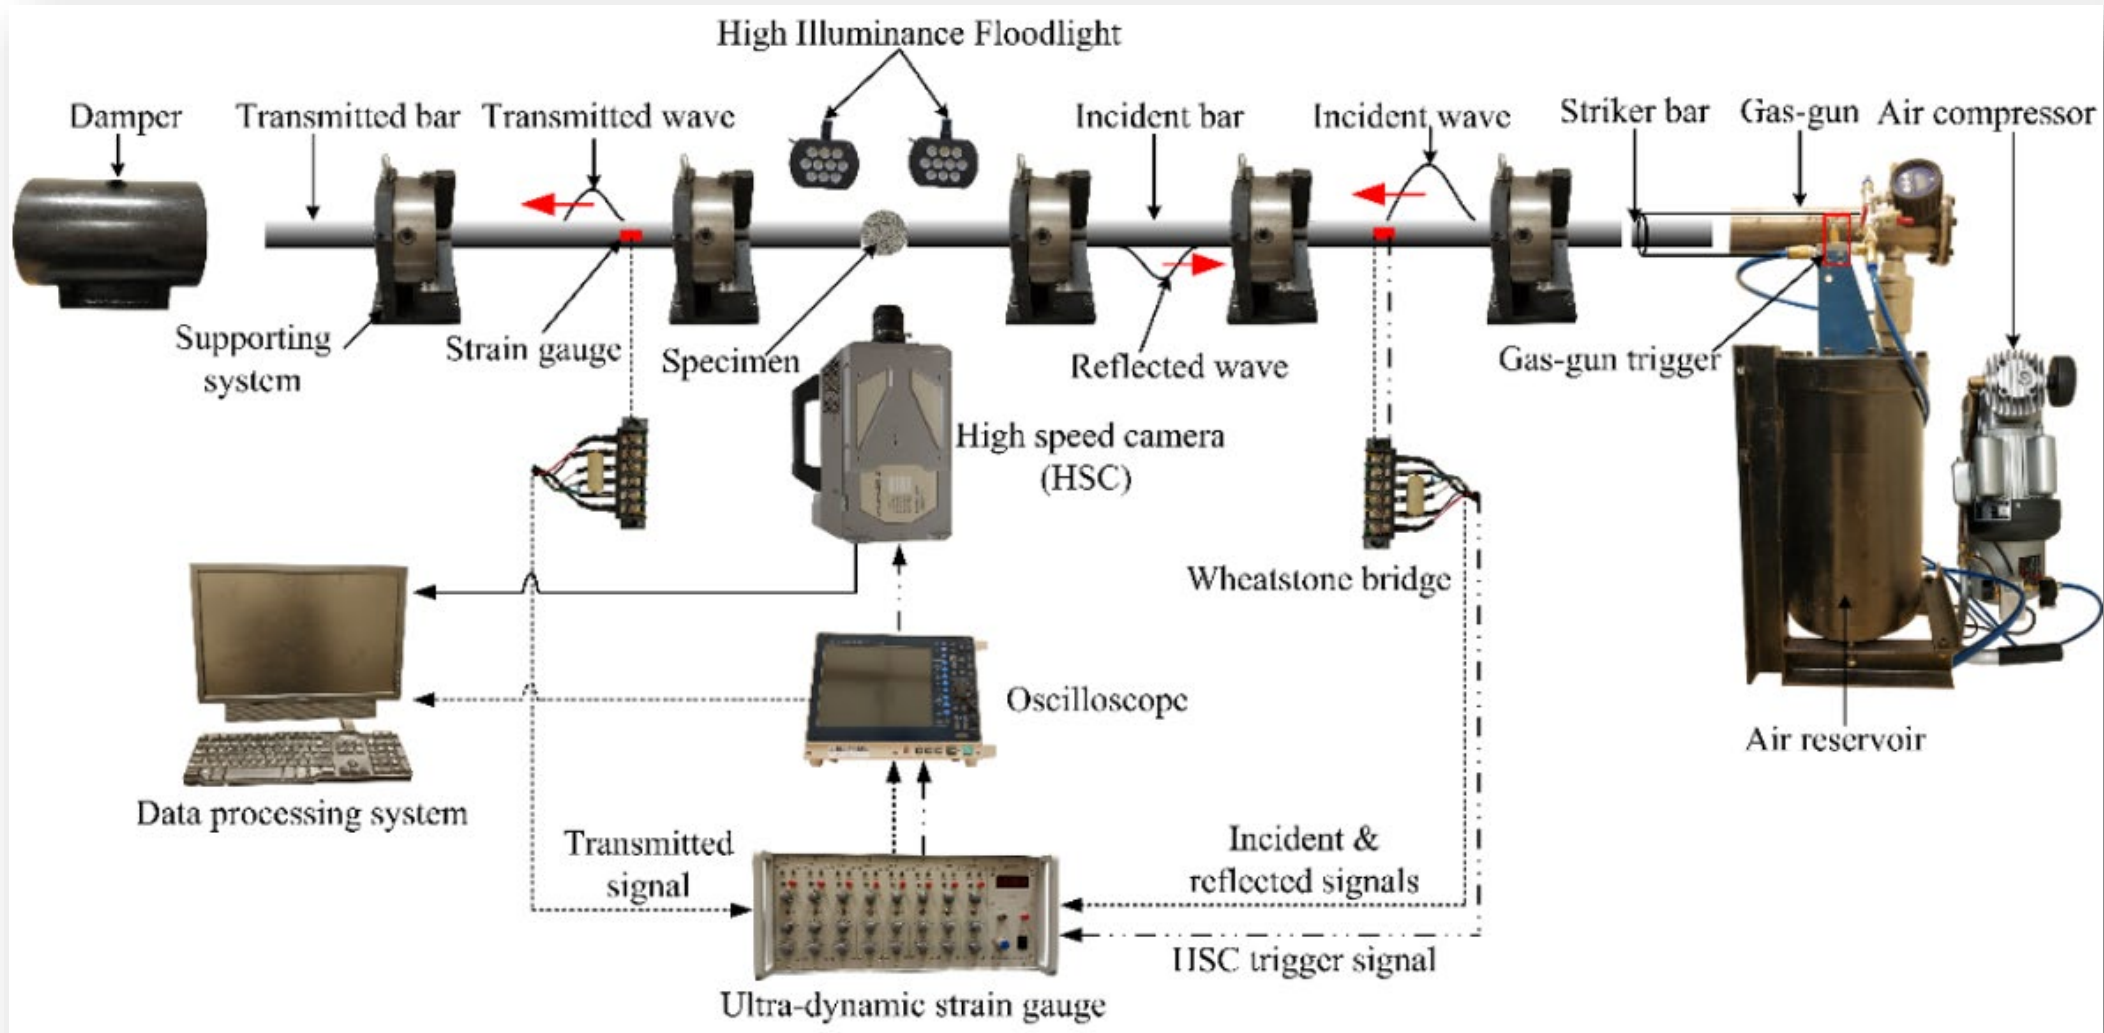 High Illuminance Floodlight
Damper
Transmitted bar
Transmitted wave
Incident bar
Incident wave
Striker bar
Gas-gun
Air compressor
Supporting
system
Strain gauge
Specimen
Reflected wave
Gas-gun trigger
High speed camera
(HSC)
Wheatstone bridge
Oscilloscope
Air reservoir
Data processing system
Transmitted
signal
Incident &
reflected signals
HSC trigger signal
Ultra-dynamic strain gauge